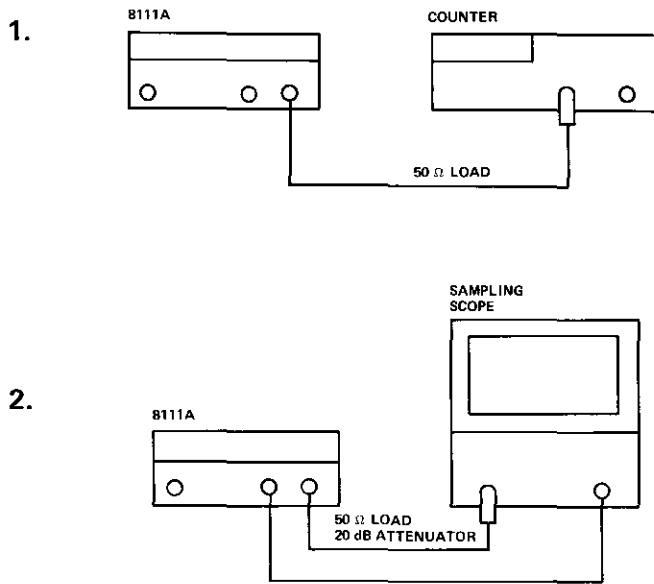 1.
8111A
COUNTER
50 Ω LOAD
2.
SAMPLING
SCOPE
8111A
50 Ω LOAD
20 dB ATTENUATOR